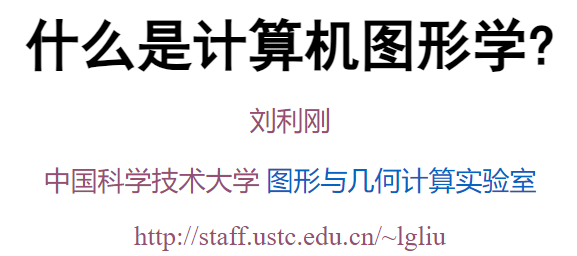 什么是计算机图形学?
刘利刚
中国科学技术大学 图形与几何计算实验室
http://staff.ustc.edu.cn/~lgliu